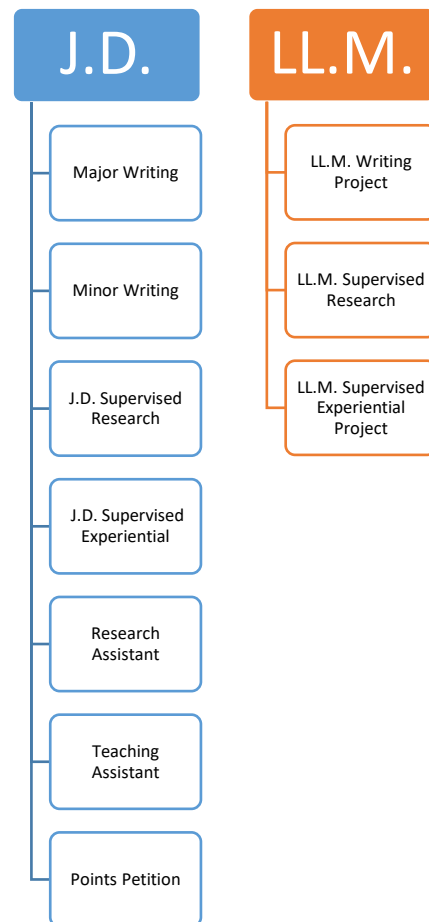 J.D.
Major Writing
Minor Writing
J.D. Supervised
Research
J.D. Supervised
Experiential
Research
Assistant
Teaching
Assistant
Points Petition
LL.M.
LL.M. Writing
Project
LL.M. Supervised
Research
LL.M. Supervised
Experiential
Project